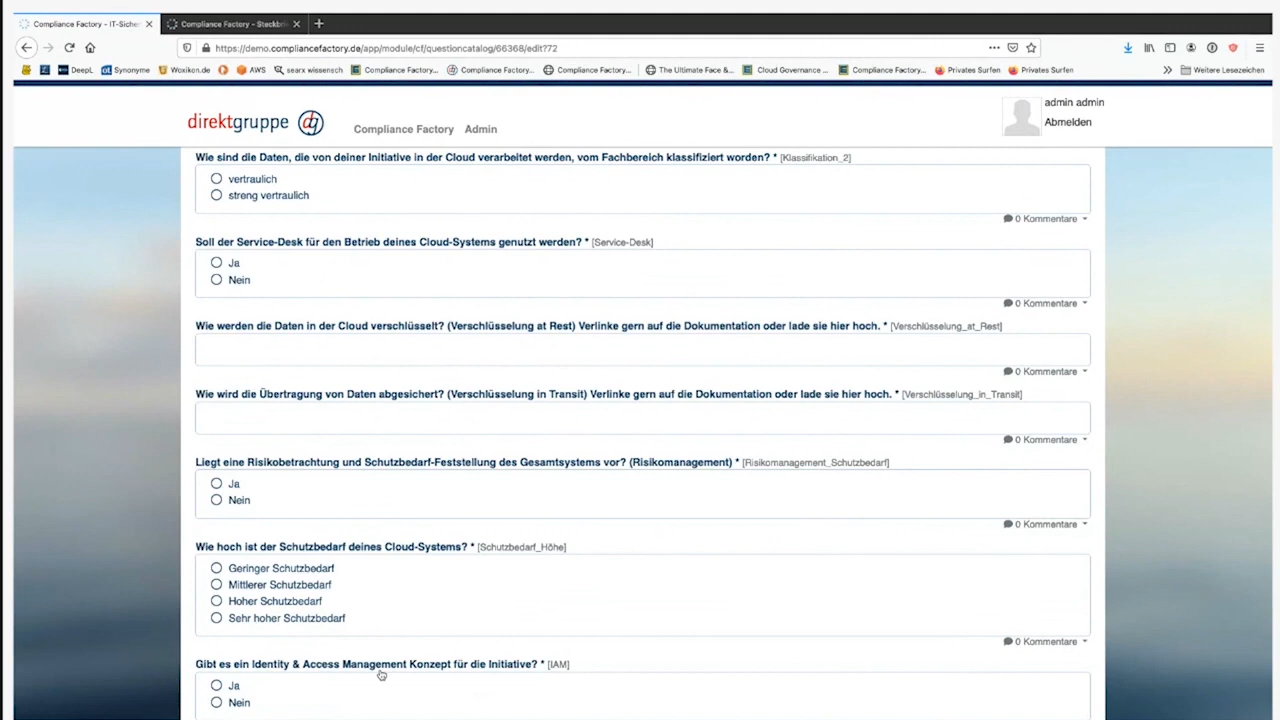 Compliance Factory - IT-Sicher
Compliance Factory - Steckbri
https://demo.compliancefactory.de/app/module/cf/questioncatalog/66368/edit?72
DeepL
Synonyme
Woxikon.de
AWS
searx wissensch
Compliance Factory...
Compliance Factory...
Compliance Factory...
The Ultimate Face &...
Cloud Governance ...
Compliance Factory...
Privates Surfen
Privates Surfen
Weitere Lesezeichen
direktgruppe dg
Compliance Factory
Admin
admin admin
Abmelden
Wie sind die Daten, die von deiner Initiative in der Cloud verarbeitet werden, vom Fachbereich klassifiziert worden? * [Klassifikation_2]
vertraulich
streng vertraulich
0 Kommentare
Soll der Service-Desk für den Betrieb deines Cloud-Systems genutzt werden? * [Service-Desk]
Ja
Nein
0 Kommentare
Wie werden die Daten in der Cloud verschlüsselt? (Verschlüsselung at Rest) Verlinke gern auf die Dokumentation oder lade sie hier hoch. * [Verschlüsselung_at_Rest]
0 Kommentare
Wie wird die Übertragung von Daten abgesichert? (Verschlüsselung in Transit) Verlinke gern auf die Dokumentation oder lade sie hier hoch. * [Verschlüsselung_in_Transit]
0 Kommentare
Liegt eine Risikobetrachtung und Schutzbedarf-Feststellung des Gesamtsystems vor? (Risikomanagement) * [Risikomanagement_Schutzbedarf]
Ja
Nein
0 Kommentare
Wie hoch ist der Schutzbedarf deines Cloud-Systems? * [Schutzbedarf_Höhe]
Geringer Schutzbedarf
Mittlerer Schutzbedarf
Hoher Schutzbedarf
Sehr hoher Schutzbedarf
0 Kommentare
Gibt es ein Identity & Access Management Konzept für die Initiative? * [IAM]
Ja
Nein